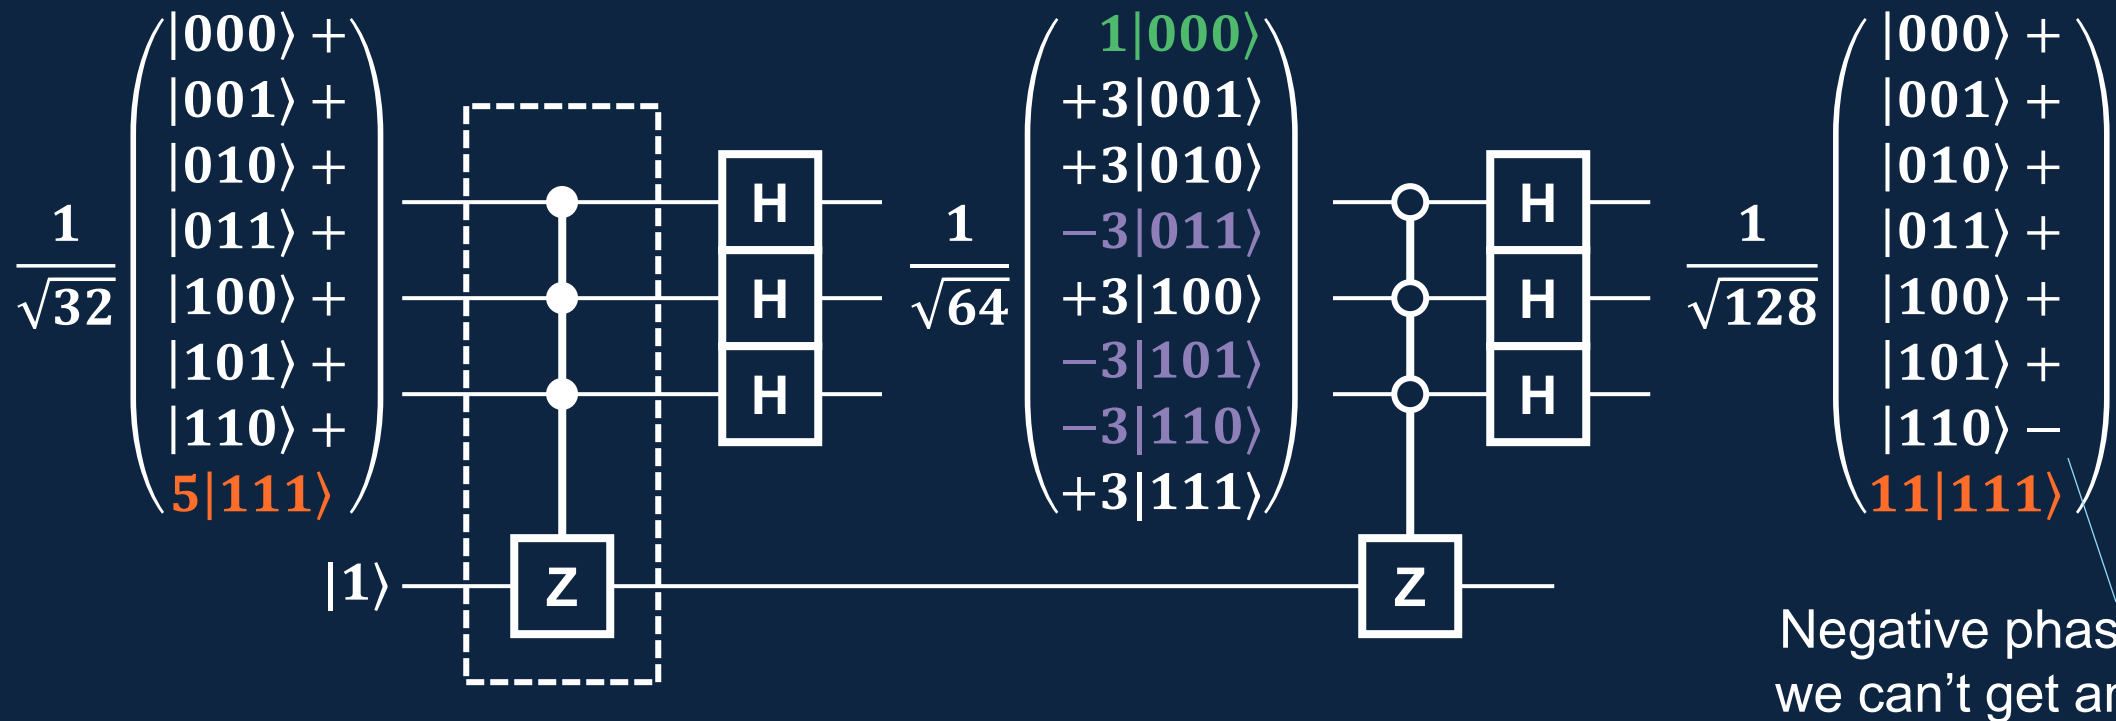 1/√32 ( |000⟩ +
|001⟩ +
|010⟩ +
|011⟩ +
|100⟩ +
|101⟩ +
|110⟩ +
5|111⟩ )
|1⟩
Z
H
H
H
1/√64 ( 1|000⟩
+3|001⟩
+3|010⟩
−3|011⟩
+3|100⟩
−3|101⟩
−3|110⟩
+3|111⟩ )
Z
H
H
H
1/√128 ( |000⟩ +
|001⟩ +
|010⟩ +
|011⟩ +
|100⟩ +
|101⟩ +
|110⟩ −
11|111⟩ )
Negative phas
we can't get